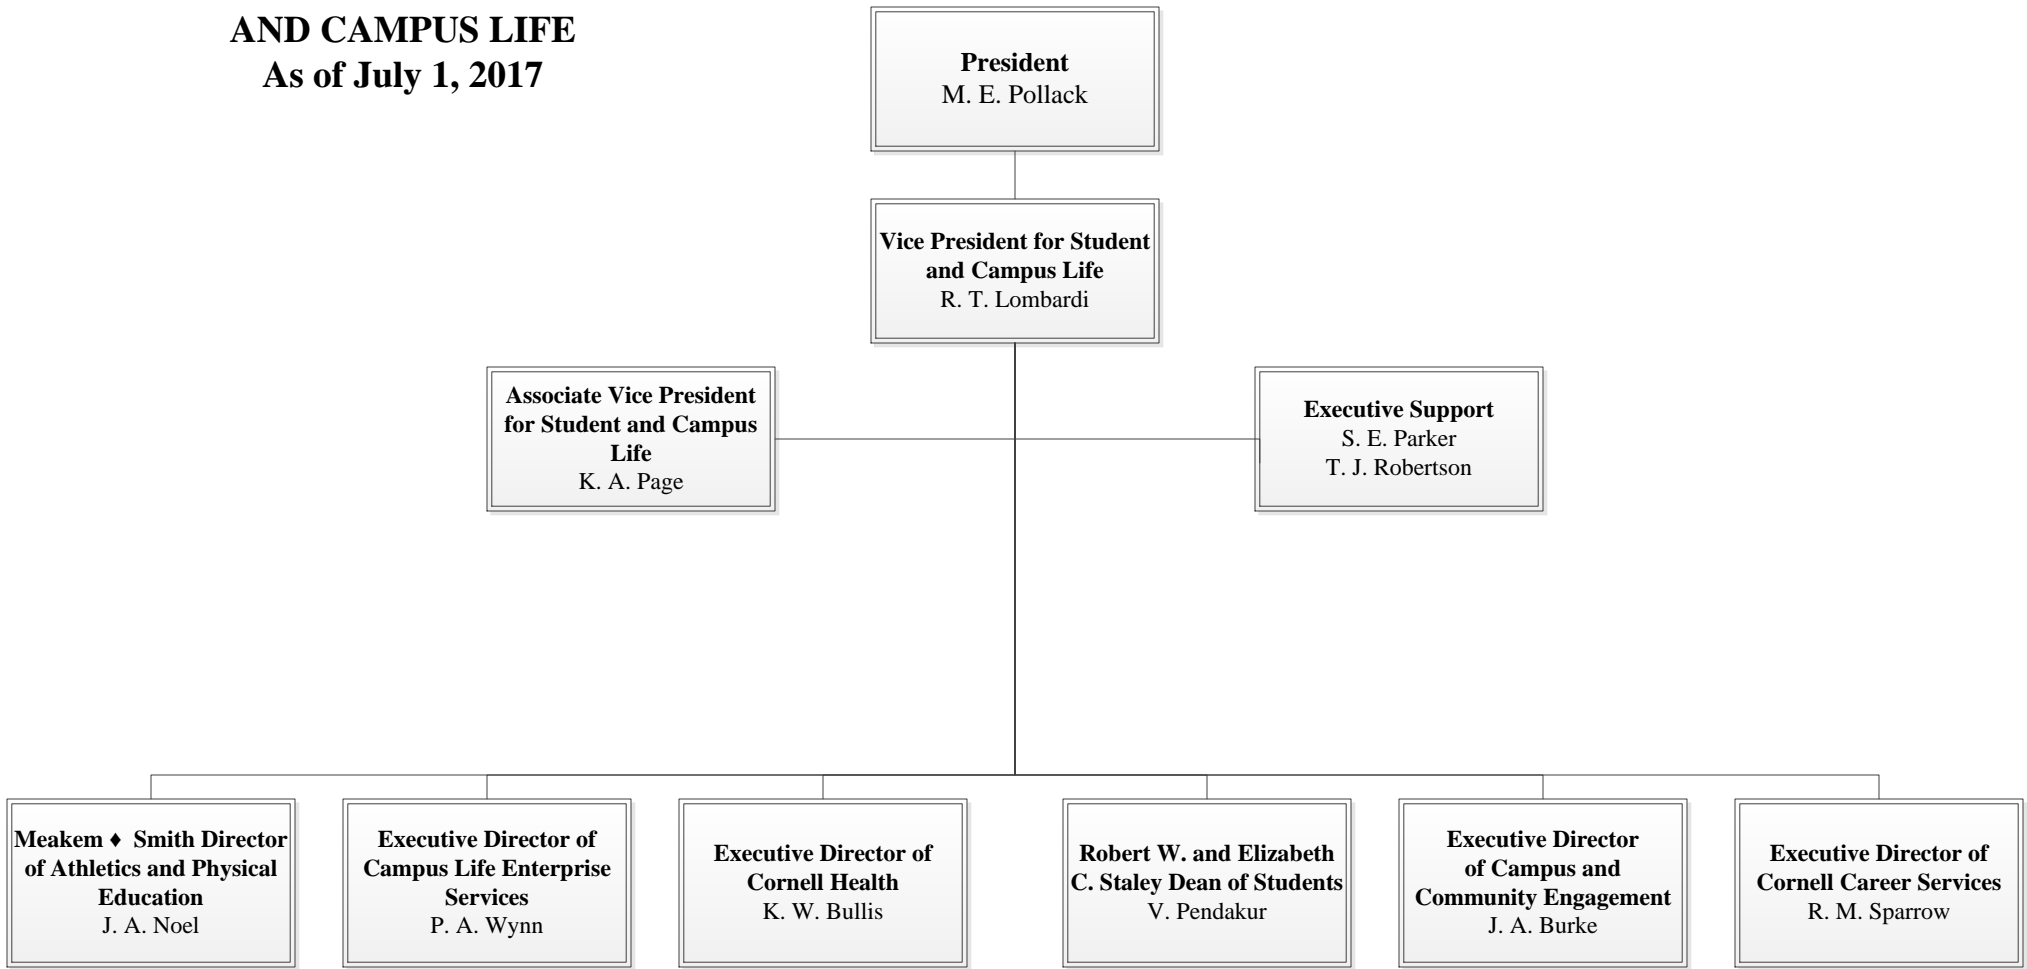 AND CAMPUS LIFE
As of July 1, 2017
President
M. E. Pollack
Vice President for Student
and Campus Life
R. T. Lombardi
Associate Vice President
for Student and Campus
Life
K. A. Page
Executive Support
S. E. Parker
T. J. Robertson
Meakem ♦ Smith Director
of Athletics and Physical
Education
J. A. Noel
Executive Director of
Campus Life Enterprise
Services
P. A. Wynn
Executive Director of
Cornell Health
K. W. Bullis
Robert W. and Elizabeth
C. Staley Dean of Students
V. Pendakur
Executive Director
of Campus and
Community Engagement
J. A. Burke
Executive Director of
Cornell Career Services
R. M. Sparrow